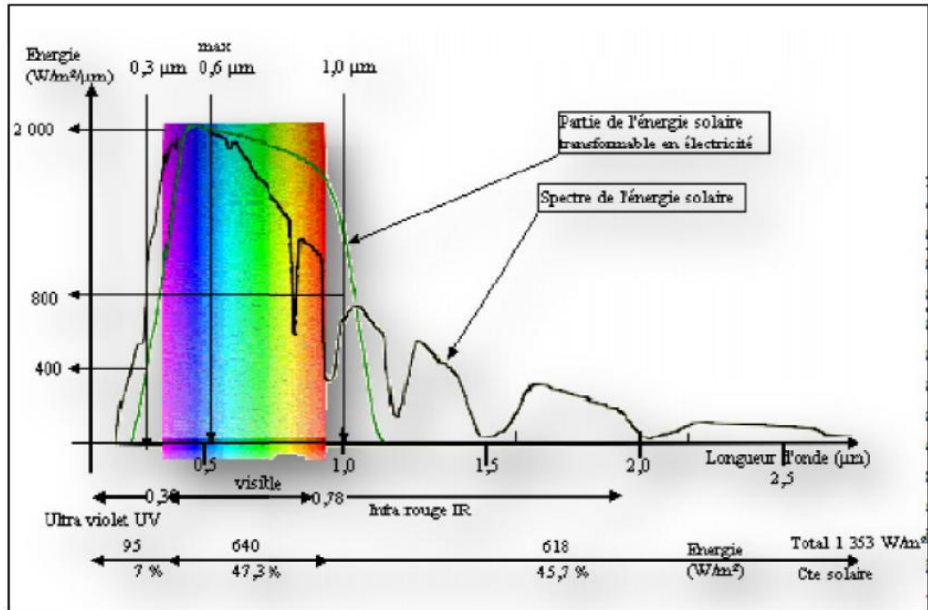 max
Energie
(W/m²/µm)
0,3 µm
0,6 µm
1,0 µm
2 000
Partie de l'énergie solaire
transformable en électricité
Spectre de l'énergie solaire
800
400
0,5
1,0
1,5
2,0
2,5
Longueur d'onde (µm)
visible
0,38
0,78
Infra rouge IR
Ultra violet UV
95
640
618
Energie
(W/m²)
Total 1 353 W/m²
7 %
47,3 %
45,7 %
Cte solaire